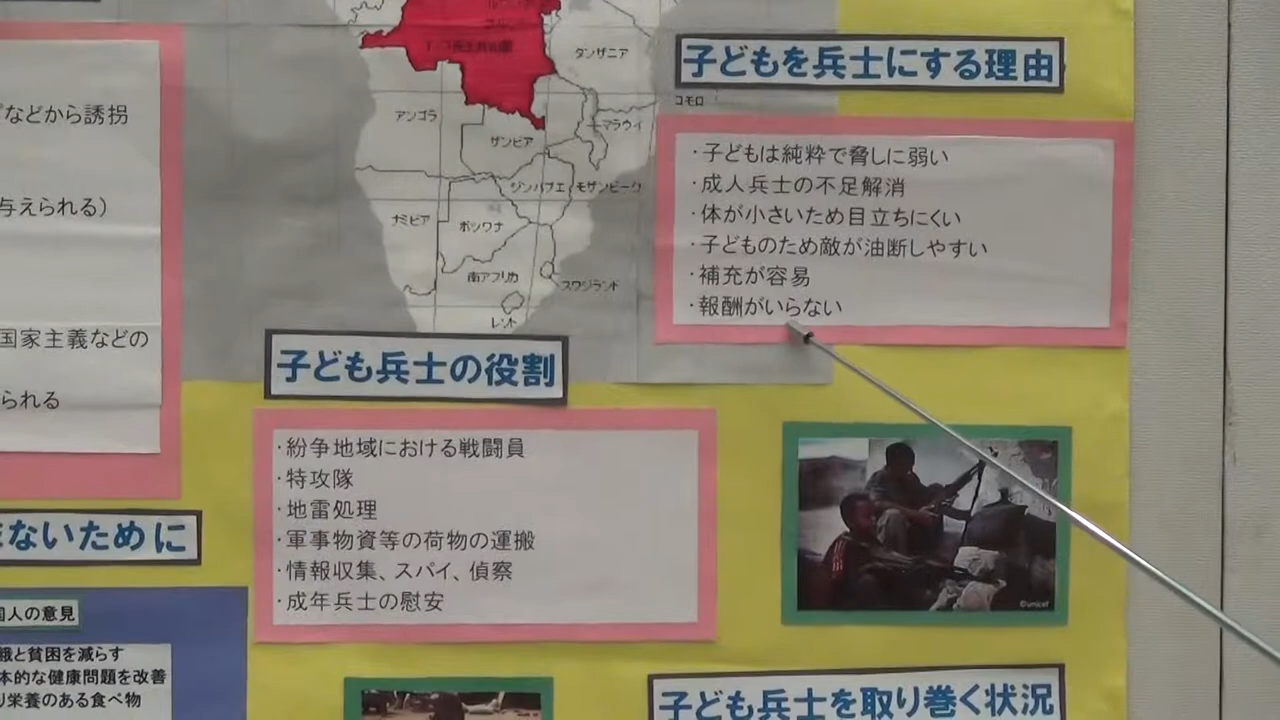 コンゴ民主共和国
タンザニア
コモロ
アンゴラ
マラウイ
ザンビア
ジンバブエ
モザンビーク
ナミビア
ボツワナ
南アフリカ
スワジランド
レソト
などから誘拐
与えられる）
国家主義などの
られる
子どもを兵士にする理由
・子どもは純粋で脅しに弱い
・成人兵士の不足解消
・体が小さいため目立ちにくい
・子どものため敵が油断しやすい
・補充が容易
・報酬がいらない
子ども兵士の役割
・紛争地域における戦闘員
・特攻隊
・地雷処理
・軍事物資等の荷物の運搬
・情報収集、スパイ、偵察
・成年兵士の慰安
©unicef
ないために
人の意見
と貧困を減らす
本的な健康問題を改善
り栄養のある食べ物
子ども兵士を取り巻く状況